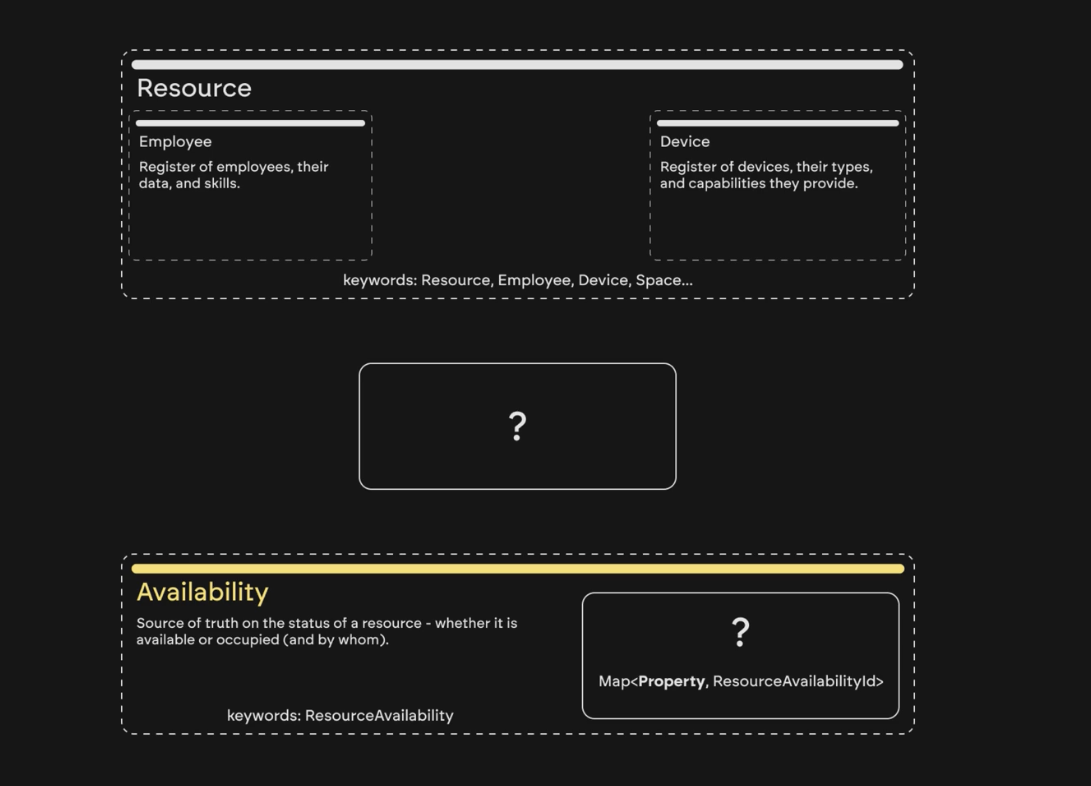 Resource
Employee
Register of employees, their
data, and skills.
Device
Register of devices, their types,
and capabilities they provide.
keywords: Resource, Employee, Device, Space...
?
Availability
Source of truth on the status of a resource - whether it is
available or occupied (and by whom).
keywords: ResourceAvailability
?
Map<Property, ResourceAvailabilityId>